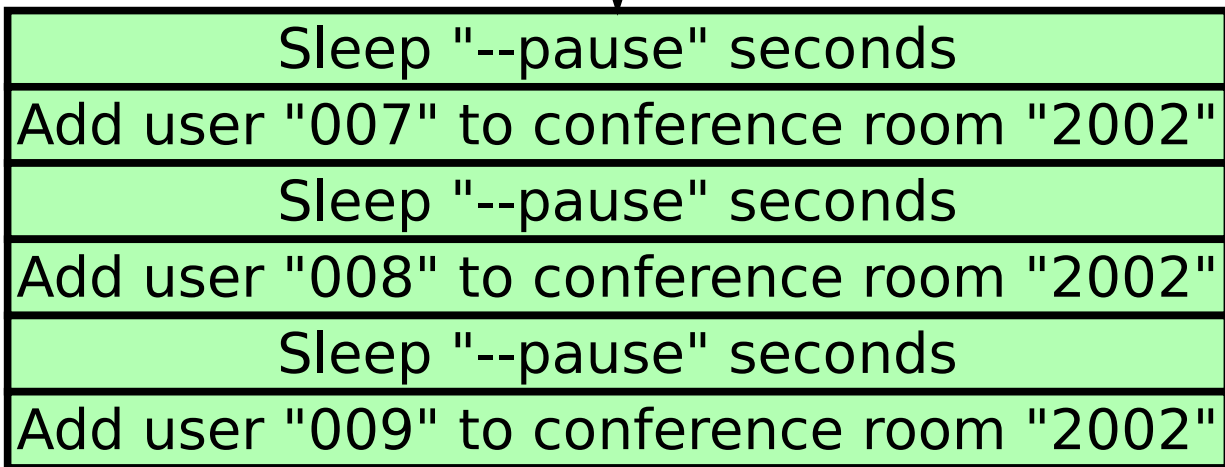 Sleep "--pause" seconds
Add user "007" to conference room "2002"
Sleep "--pause" seconds
Add user "008" to conference room "2002"
Sleep "--pause" seconds
Add user "009" to conference room "2002"